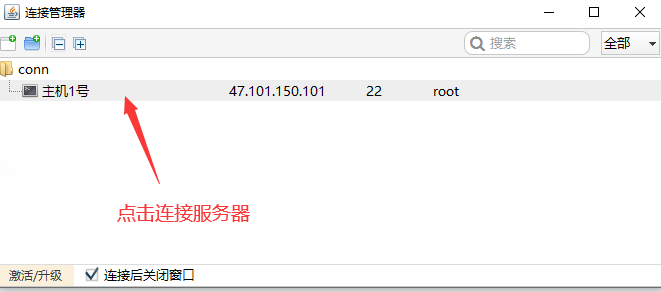 连接管理器
搜索
全部
conn
主机1号 47.101.150.101 22 root
点击连接服务器
激活/升级 连接后关闭窗口